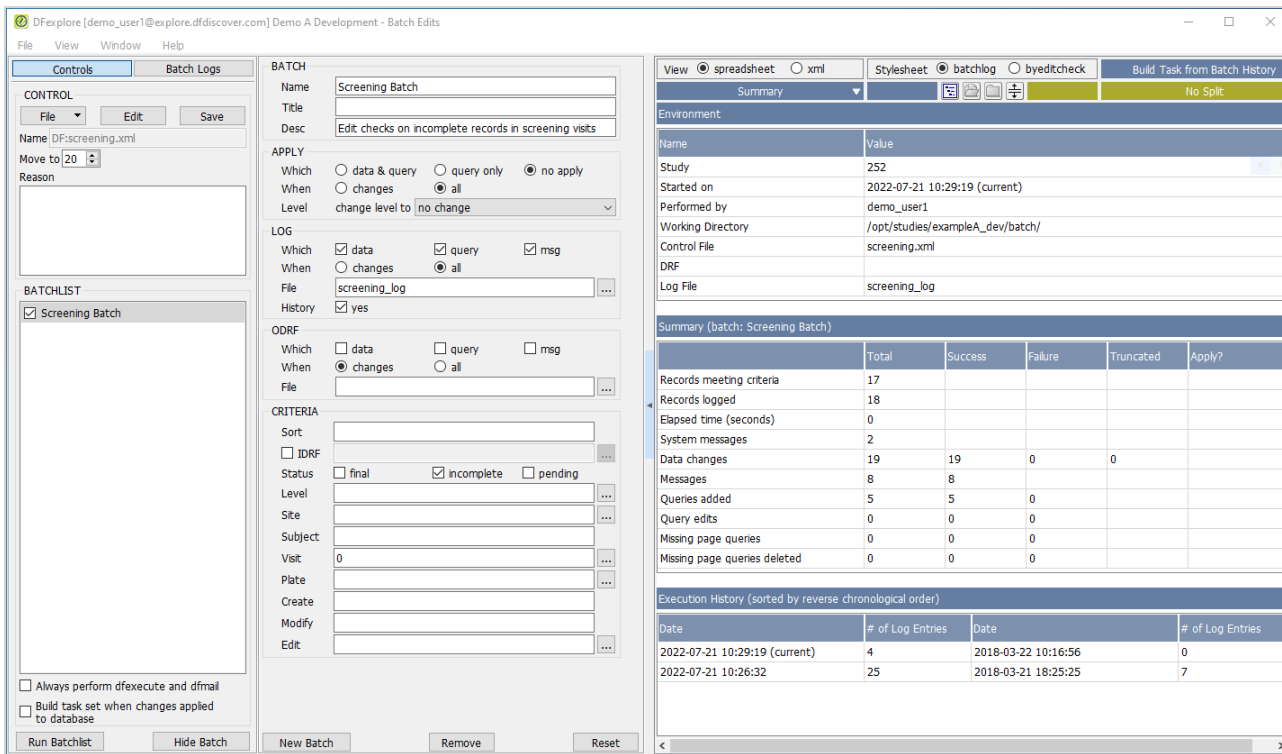 DFexplore [demo_user1@explore.dfdiscover.com] Demo A Development - Batch Edits
File View Window Help
Controls Batch Logs
CONTROL
File Edit Save
Name DF:screening.xml
Move to 20
Reason
BATCHLIST
Screening Batch
Always perform dfexecute and dfmail
Build task set when changes applied
to database
Run Batchlist Hide Batch
BATCH
Name Screening Batch
Title
Desc Edit checks on incomplete records in screening visits
APPLY
Which data & query query only no apply
When changes all
Level change level to no change
LOG
Which data query msg
When changes all
File screening_log ...
History yes
ODRF
Which data query msg
When changes all
File ...
CRITERIA
Sort
IDRF ...
Status final incomplete pending
Level ...
Site ...
Subject
Visit 0 ...
Plate ...
Create
Modify
Edit ...
New Batch Remove Reset
View spreadsheet xml Stylesheet batchlog byeditcheck Build Task from Batch History
Summary No Split
Environment
Name Value
Study 252
Started on 2022-07-21 10:29:19 (current)
Performed by demo_user1
Working Directory /opt/studies/exampleA_dev/batch/
Control File screening.xml
DRF
Log File screening_log
Summary (batch: Screening Batch)
Total Success Failure Truncated Apply?
Records meeting criteria 17
Records logged 18
Elapsed time (seconds) 0
System messages 2
Data changes 19 19 0 0
Messages 8 8
Queries added 5 5 0
Query edits 0 0 0
Missing page queries 0 0 0
Missing page queries deleted 0 0 0
Execution History (sorted by reverse chronological order)
Date # of Log Entries Date # of Log Entries
2022-07-21 10:29:19 (current) 4 2018-03-22 10:16:56 0
2022-07-21 10:26:32 25 2018-03-21 18:25:25 7